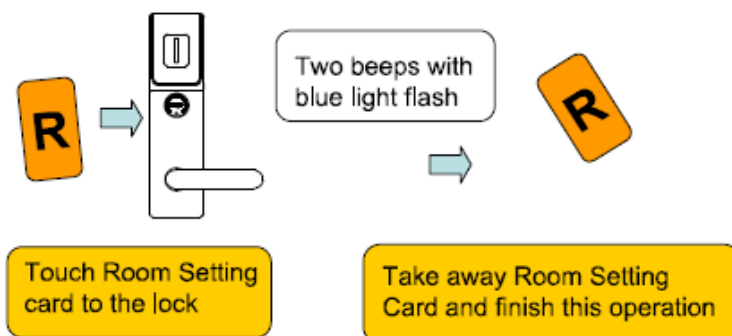 Two beeps with
blue light flash
R
R
Touch Room Setting
card to the lock
Take away Room Setting
Card and finish this operation